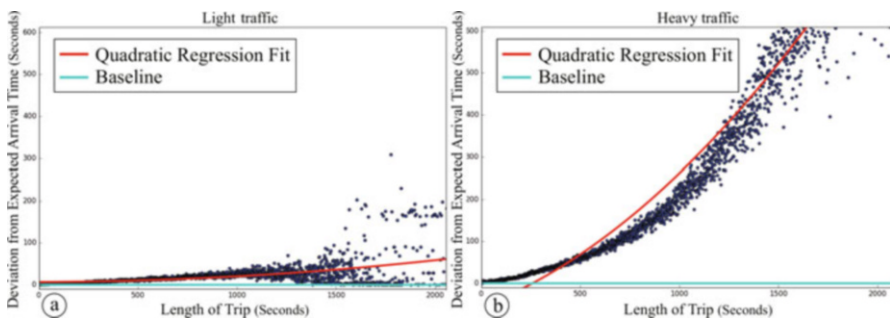 Light traffic
Deviation from Expected Arrival Time (Seconds)
600
500
400
300
200
100
0
Quadratic Regression Fit
Baseline
0
500
1000
1500
2000
a
Length of Trip (Seconds)
Heavy traffic
Deviation from Expected Arrival Time (Seconds)
600
500
400
300
200
100
0
Quadratic Regression Fit
Baseline
0
500
1000
1500
2000
b
Length of Trip (Seconds)